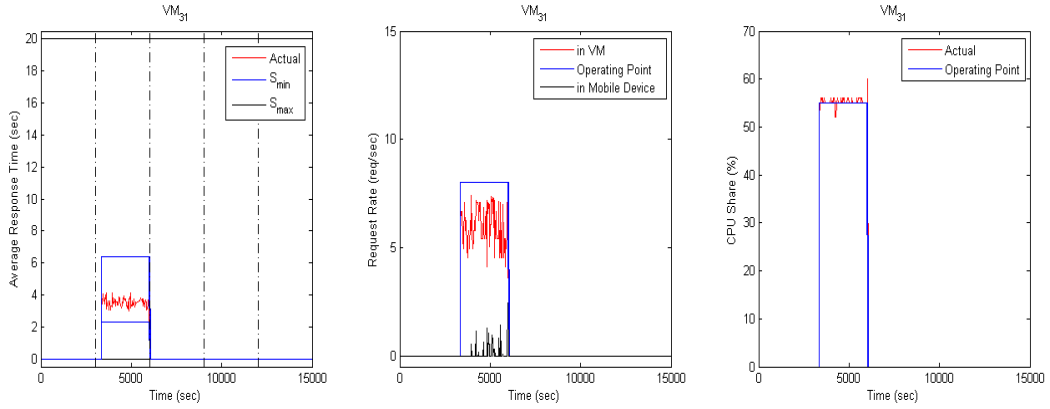 VM31
Average Response Time (sec)
20
18
16
14
12
10
8
6
4
2
0
Actual
Smin
Smax
0 5000 10000 15000
Time (sec)
VM31
Request Rate (req/sec)
15
10
5
0
in VM
Operating Point
in Mobile Device
0 5000 10000 15000
Time (sec)
VM31
CPU Share (%)
70
60
50
40
30
20
10
0
Actual
Operating Point
0 5000 10000 15000
Time (sec)